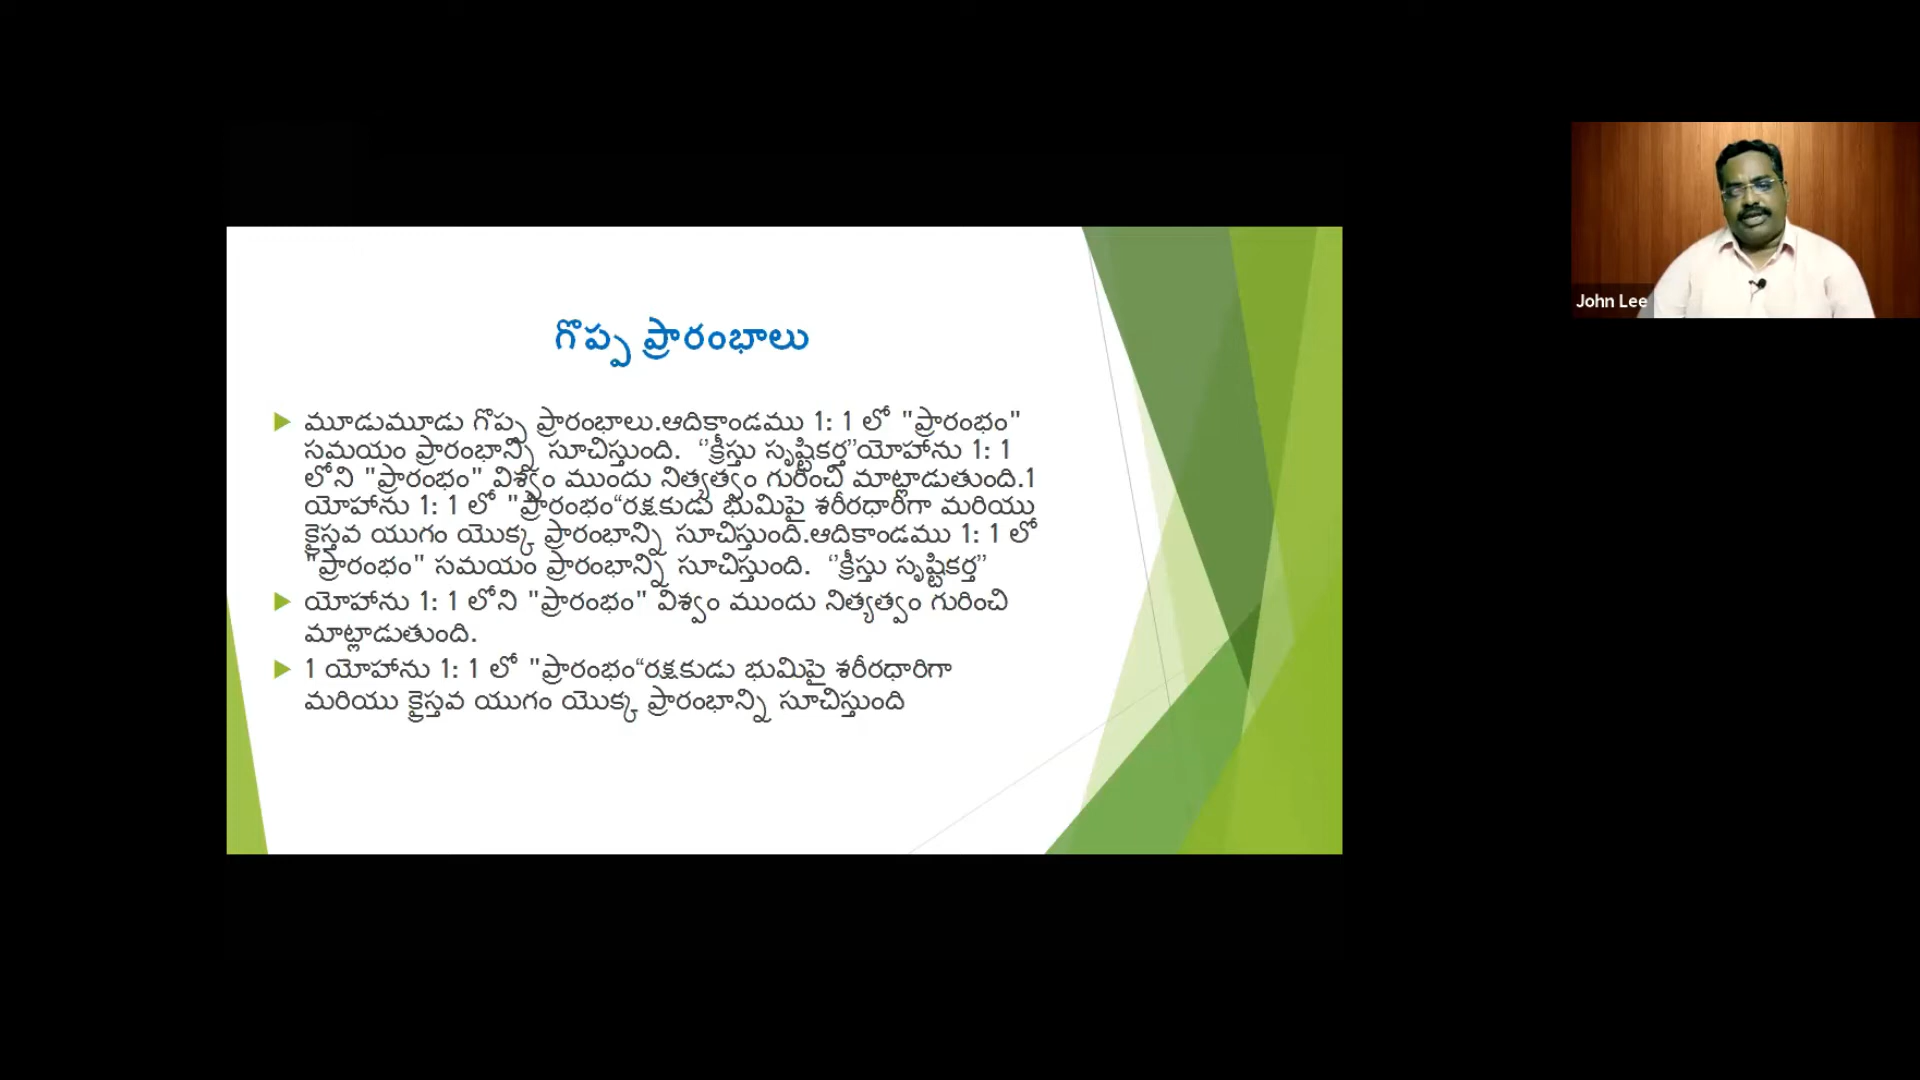 గొప్ప ప్రారంభాలు
మూడుమూడు గొప్ప ప్రారంభాలు.ఆదికాండము 1: 1 లో "ప్రారంభం"
సమయం ప్రారంభాన్ని సూచిస్తుంది. “క్రీస్తు సృష్టికర్త”యోహాను 1: 1
లోని "ప్రారంభం" విశ్వం ముందు నిత్యత్వం గురించి మాట్లాడుతుంది.1
యోహాను 1: 1 లో "ప్రారంభం“రక్షకుడు భుమిపై శరీరధారిగా మరియు
క్రైస్తవ యుగం యొక్క ప్రారంభాన్ని సూచిస్తుంది.ఆదికాండము 1: 1 లో
"ప్రారంభం" సమయం ప్రారంభాన్ని సూచిస్తుంది. “క్రీస్తు సృష్టికర్త”
యోహాను 1: 1 లోని "ప్రారంభం" విశ్వం ముందు నిత్యత్వం గురించి
మాట్లాడుతుంది.
1 యోహాను 1: 1 లో "ప్రారంభం“రక్షకుడు భుమిపై శరీరధారిగా
మరియు క్రైస్తవ యుగం యొక్క ప్రారంభాన్ని సూచిస్తుంది
John Lee